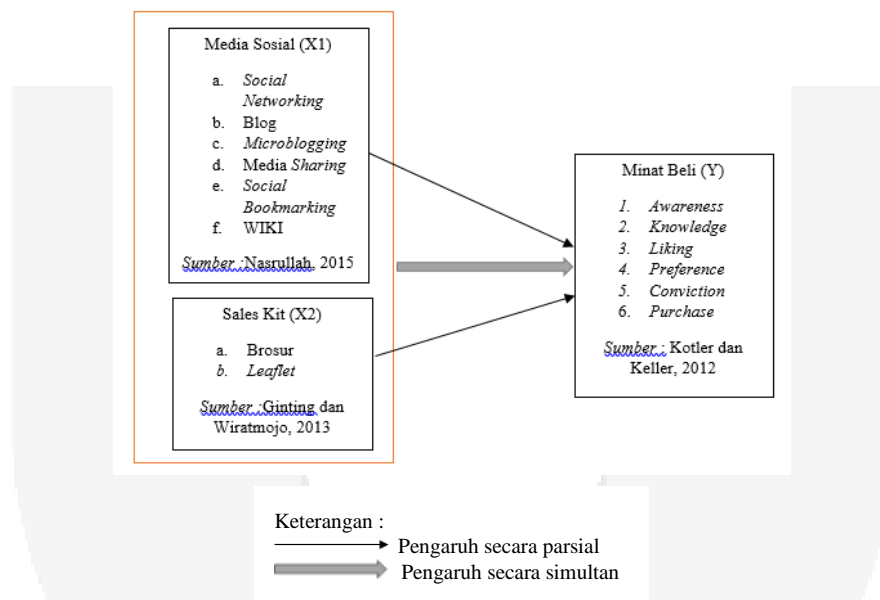 Media Sosial (X1)
a. Social
Networking
b. Blog
c. Microblogging
d. Media Sharing
e. Social
Bookmarking
f. WIKI
Sumber :Nasrullah, 2015
Sales Kit (X2)
a. Brosur
b. Leaflet
Sumber :Ginting dan
Wiratmojo, 2013
Minat Beli (Y)
1. Awareness
2. Knowledge
3. Liking
4. Preference
5. Conviction
6. Purchase
Sumber : Kotler dan
Keller, 2012
Keterangan :
Pengaruh secara parsial
Pengaruh secara simultan